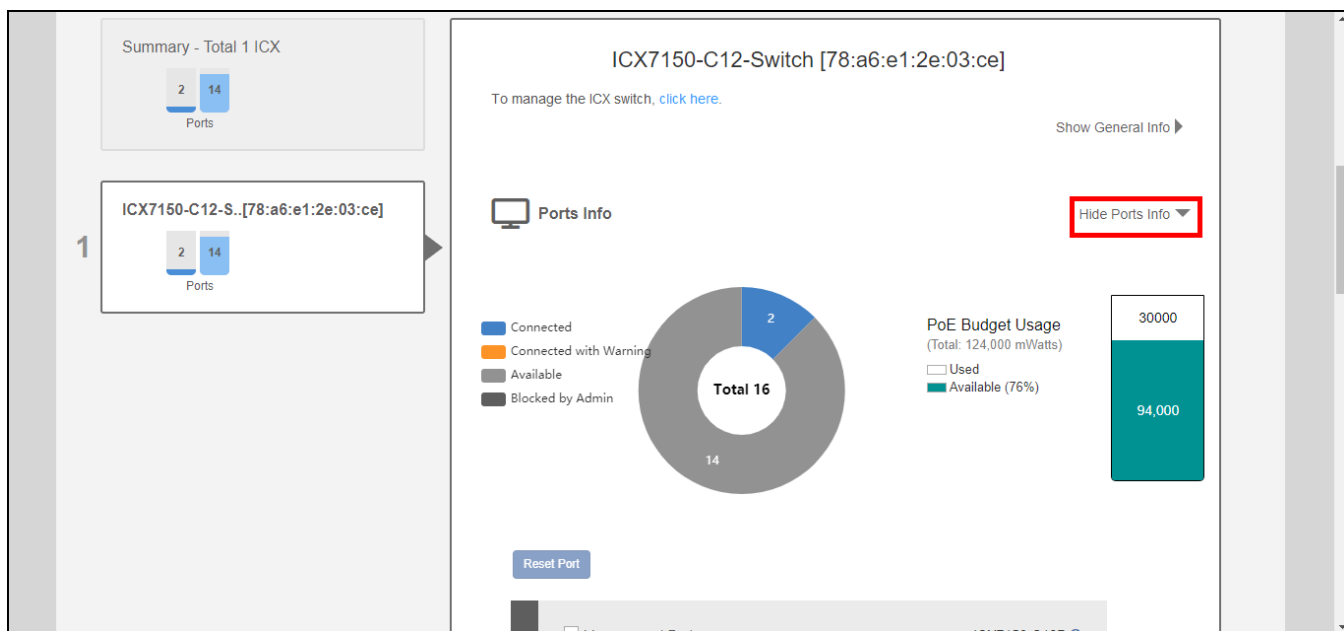 Summary - Total 1 ICX
2 14
Ports
1
ICX7150-C12-S..[78:a6:e1:2e:03:ce]
2 14
Ports
ICX7150-C12-Switch [78:a6:e1:2e:03:ce]
To manage the ICX switch, click here.
Show General Info
Ports Info
Hide Ports Info
Connected
Connected with Warning
Available
Blocked by Admin
2
Total 16
14
PoE Budget Usage
(Total: 124,000 mWatts)
Used
Available (76%)
30000
94,000
Reset Port